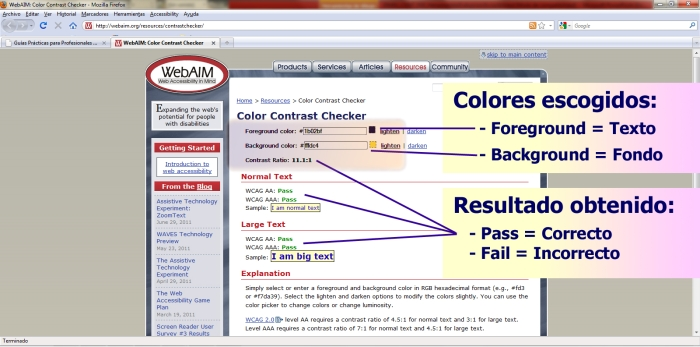 WebAIM: Color Contrast Checker - Mozilla Firefox
Archivo Editar Ver Historial Marcadores Herramientas Accessibility Ayuda
http://webaim.org/resources/contrastchecker/
Google
Guías Prácticas para Profesionales ...
WebAIM: Color Contrast Checker
skip to main content
WebAIM
Web Accessibility in Mind
Products
Services
Articles
Resources
Community
Expanding the web's
potential for people
with disabilities
Getting Started
Introduction to
web accessibility
From the Blog
Assistive Technology
Experiment:
ZoomText
June 29, 2011
WAVE5 Technology
Preview
May 23, 2011
The Assistive
Technology
Experiment
April 29, 2011
The Web
Accessibility Game
Plan
March 19, 2011
Screen Reader User
Survey #3 Results
Home > Resources > Color Contrast Checker
Color Contrast Checker
Foreground color: #1b02bf lighten | darken
Background color: #ffdc4 lighten | darken
Contrast Ratio: 11.1:1
Normal Text
WCAG AA: Pass
WCAG AAA: Pass
Sample: I am normal text
Large Text
WCAG AA: Pass
WCAG AAA: Pass
Sample: I am big text
Explanation
Simply select or enter a foreground and background color in RGB hexadecimal format (e.g., #fd3
or #f7da39). Select the lighten and darken options to modify the colors slightly. You can use the
color picker to change colors or change luminosity.
WCAG 2.0 level AA requires a contrast ratio of 4.5:1 for normal text and 3:1 for large text.
Level AAA requires a contrast ratio of 7:1 for normal text and 4.5:1 for large text.
Colores escogidos:
- Foreground = Texto
- Background = Fondo
Resultado obtenido:
- Pass = Correcto
- Fail = Incorrecto
Terminado